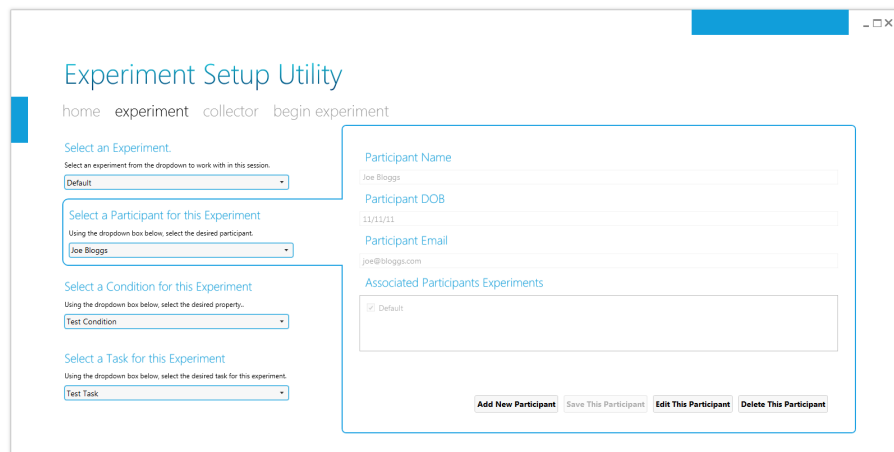 Experiment Setup Utility
home experiment collector begin experiment
Select an Experiment.
Select an experiment from the dropdown to work with in this session.
Default
Select a Participant for this Experiment
Using the dropdown box below, select the desired participant.
Joe Bloggs
Select a Condition for this Experiment
Using the dropdown box below, select the desired property..
Test Condition
Select a Task for this Experiment
Using the dropdown box below, select the desired task for this experiment.
Test Task
Participant Name
Joe Bloggs
Participant DOB
11/11/11
Participant Email
joe@bloggs.com
Associated Participants Experiments
Default
Add New Participant Save This Participant Edit This Participant Delete This Participant